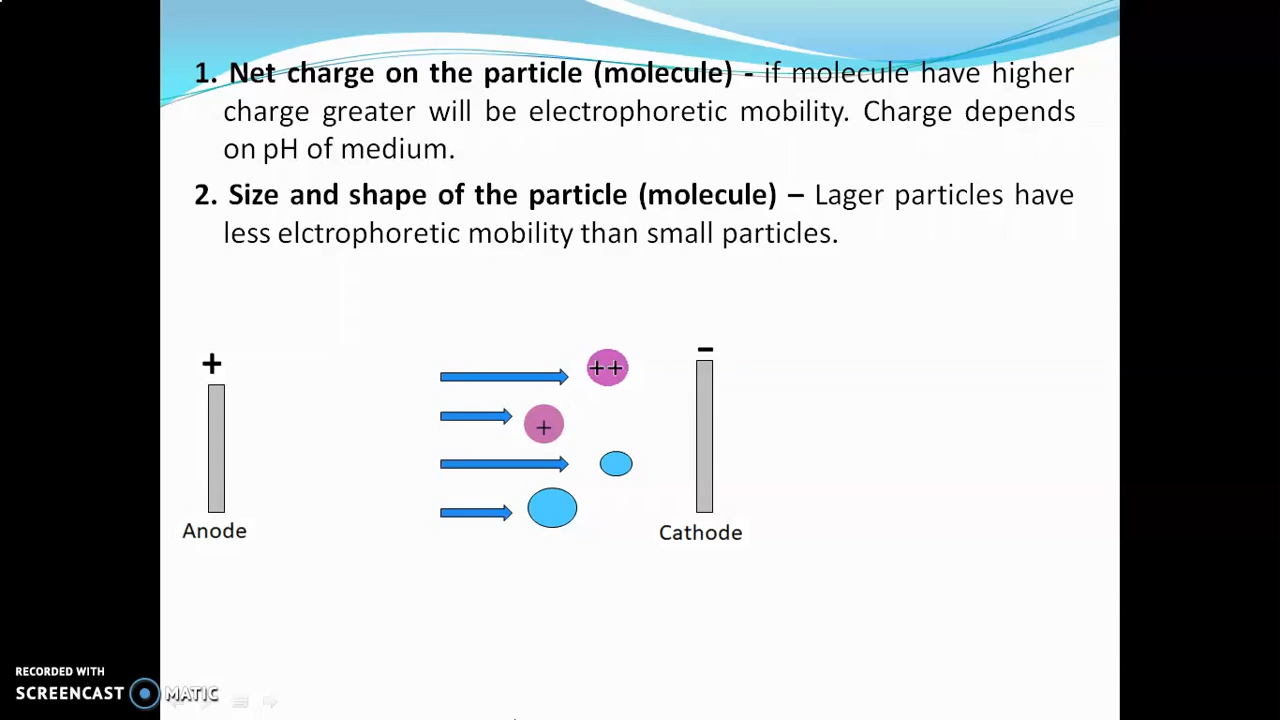 1. Net charge on the particle (molecule) - if molecule have higher
charge greater will be electrophoretic mobility. Charge depends
on pH of medium.
2. Size and shape of the particle (molecule) – Lager particles have
less elctrophoretic mobility than small particles.
+
–
++
+
Anode
Cathode
RECORDED WITH
SCREENCAST MATIC